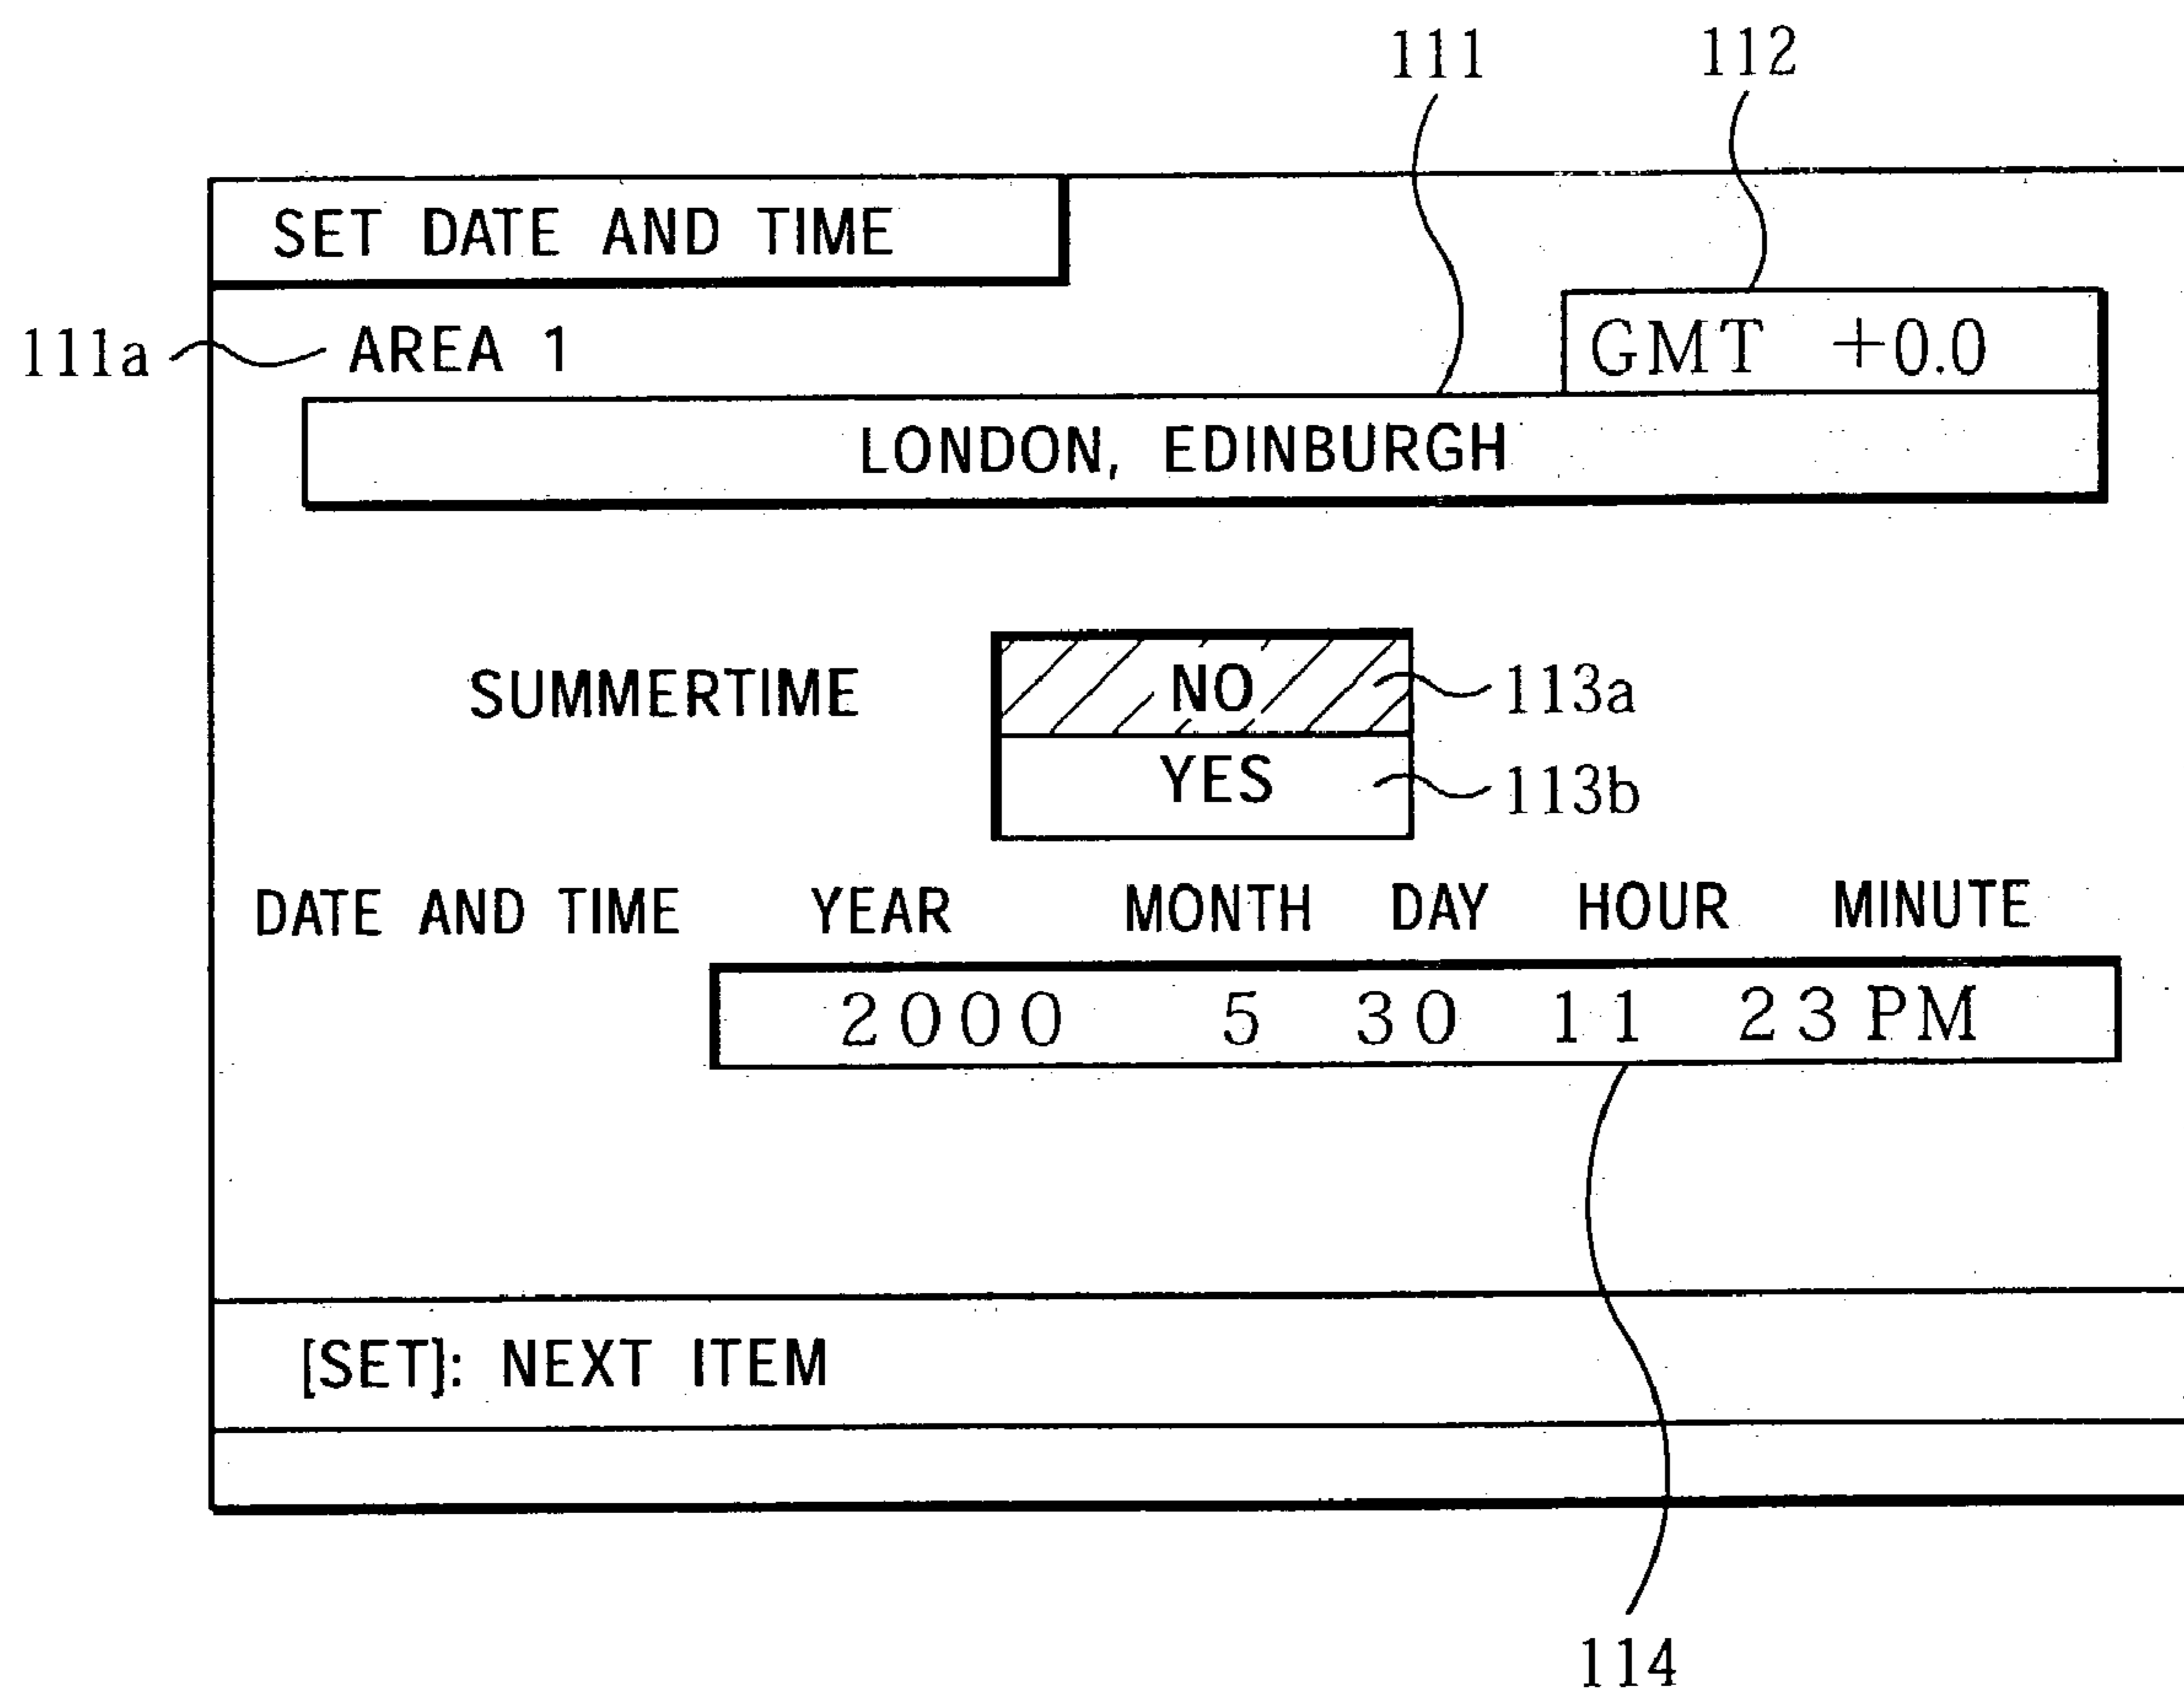 111 112
SET DATE AND TIME
111a AREA 1 GMT +0.0
LONDON, EDINBURGH
SUMMERTIME NO 113a
YES 113b
DATE AND TIME YEAR MONTH DAY HOUR MINUTE
2000 5 30 11 23 PM
[SET]: NEXT ITEM
114